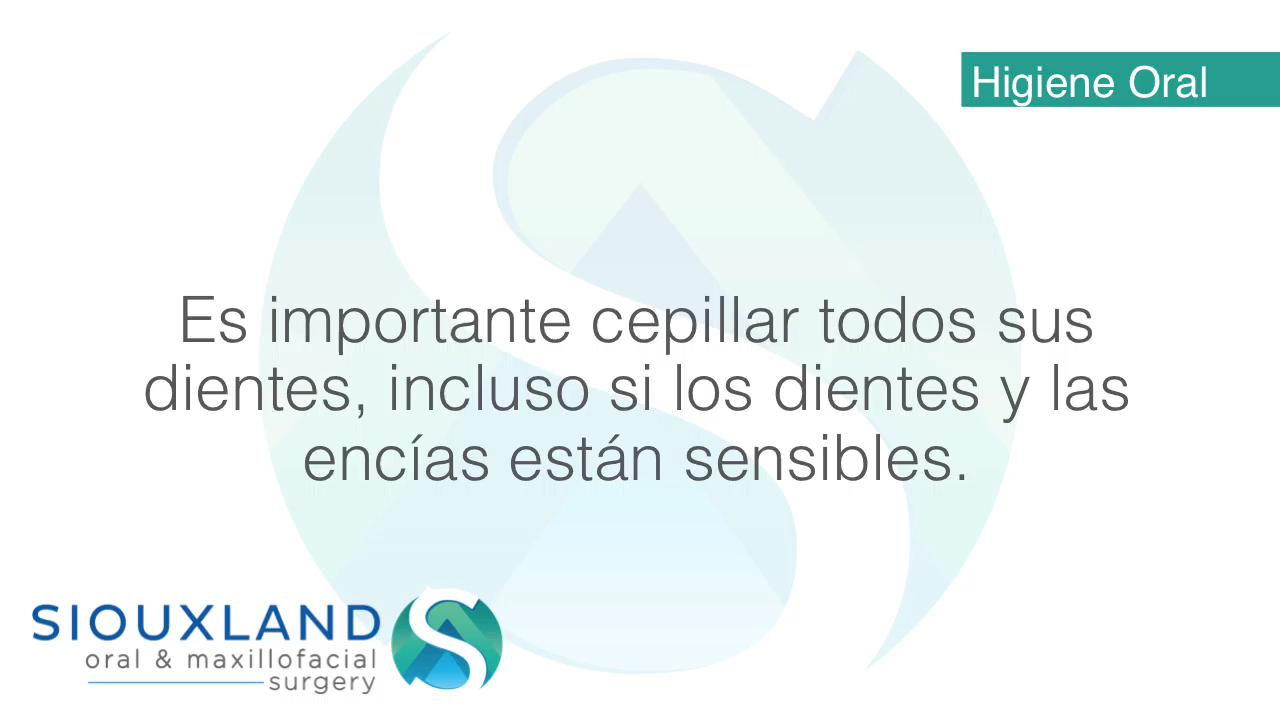 Higiene Oral
Es importante cepillar todos sus
dientes, incluso si los dientes y las
encías están sensibles.
SIOUXLAND
oral & maxillofacial
surgery